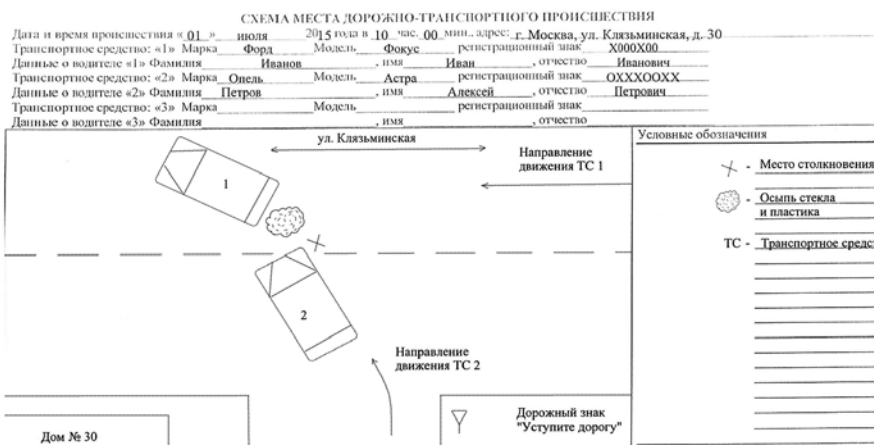 СХЕМА МЕСТА ДОРОЖНО-ТРАНСПОРТНОГО ПРОИСШЕСТВИЯ
Дата и время происшествия «01» июля 2015 года в 10 час. 00 мин., адрес: г. Москва, ул. Клязьминская, д. 30
Транспортное средство: «1» Марка Форд Модель Фокус регистрационный знак Х000Х00
Данные о водителе «1» Фамилия Иванов, имя Иван, отчество Иванович
Транспортное средство: «2» Марка Опель Модель Астра регистрационный знак ОХХХООХХ
Данные о водителе «2» Фамилия Петров, имя Алексей, отчество Петрович
Транспортное средство: «3» Марка Модель регистрационный знак
Данные о водителе «3» Фамилия , имя , отчество
ул. Клязьминская
Направление
движения ТС 1
1
2
Направление
движения ТС 2
Дом № 30
Дорожный знак
"Уступите дорогу"
Условные обозначения
- Место столкновения
- Осыпь стекла
и пластика
ТС - Транспортное средс